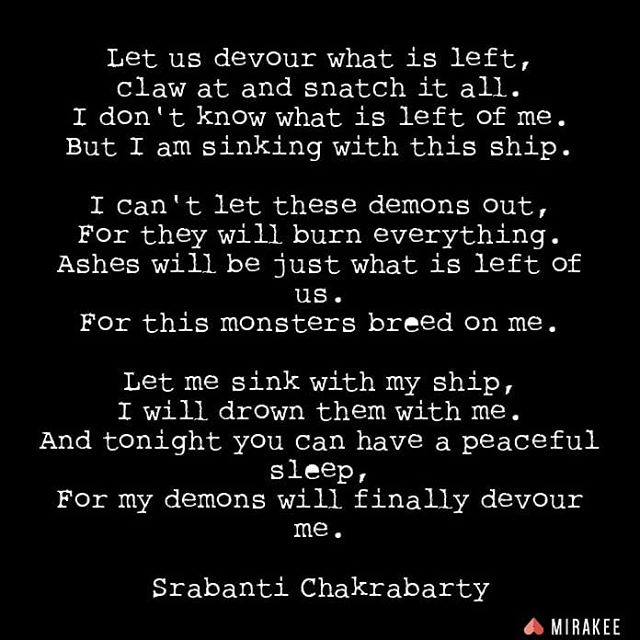 Let us devour what is left,
claw at and snatch it all.
I don't know what is left of me.
But I am sinking with this ship.
I can't let these demons out,
For they will burn everything.
Ashes will be just what is left of
us.
For this monsters breed on me.
Let me sink with my ship,
I will drown them with me.
And tonight you can have a peaceful
sleep,
For my demons will finally devour
me.
Srabanti Chakrabarty
MIRAKEE